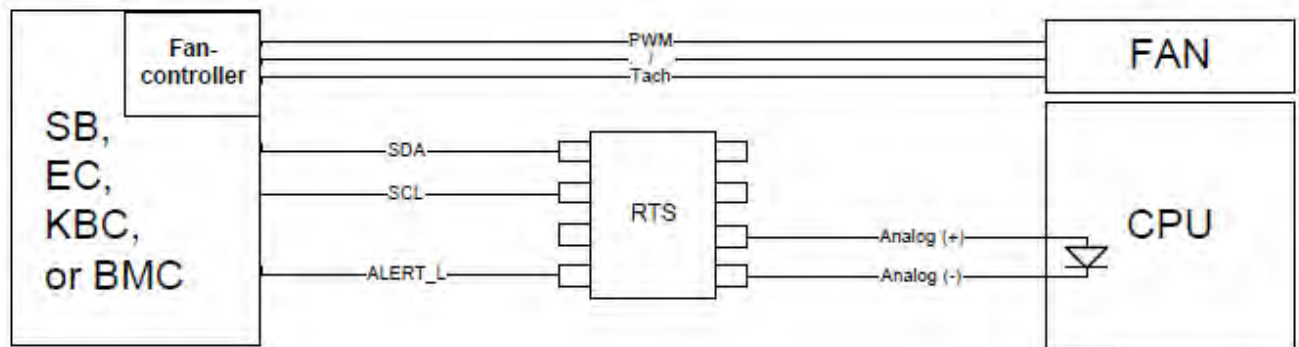 Fan-
controller
PWM
/
Tach
FAN
SB,
EC,
KBC,
or BMC
SDA
SCL
ALERT_L
RTS
Analog (+)
Analog (-)
CPU